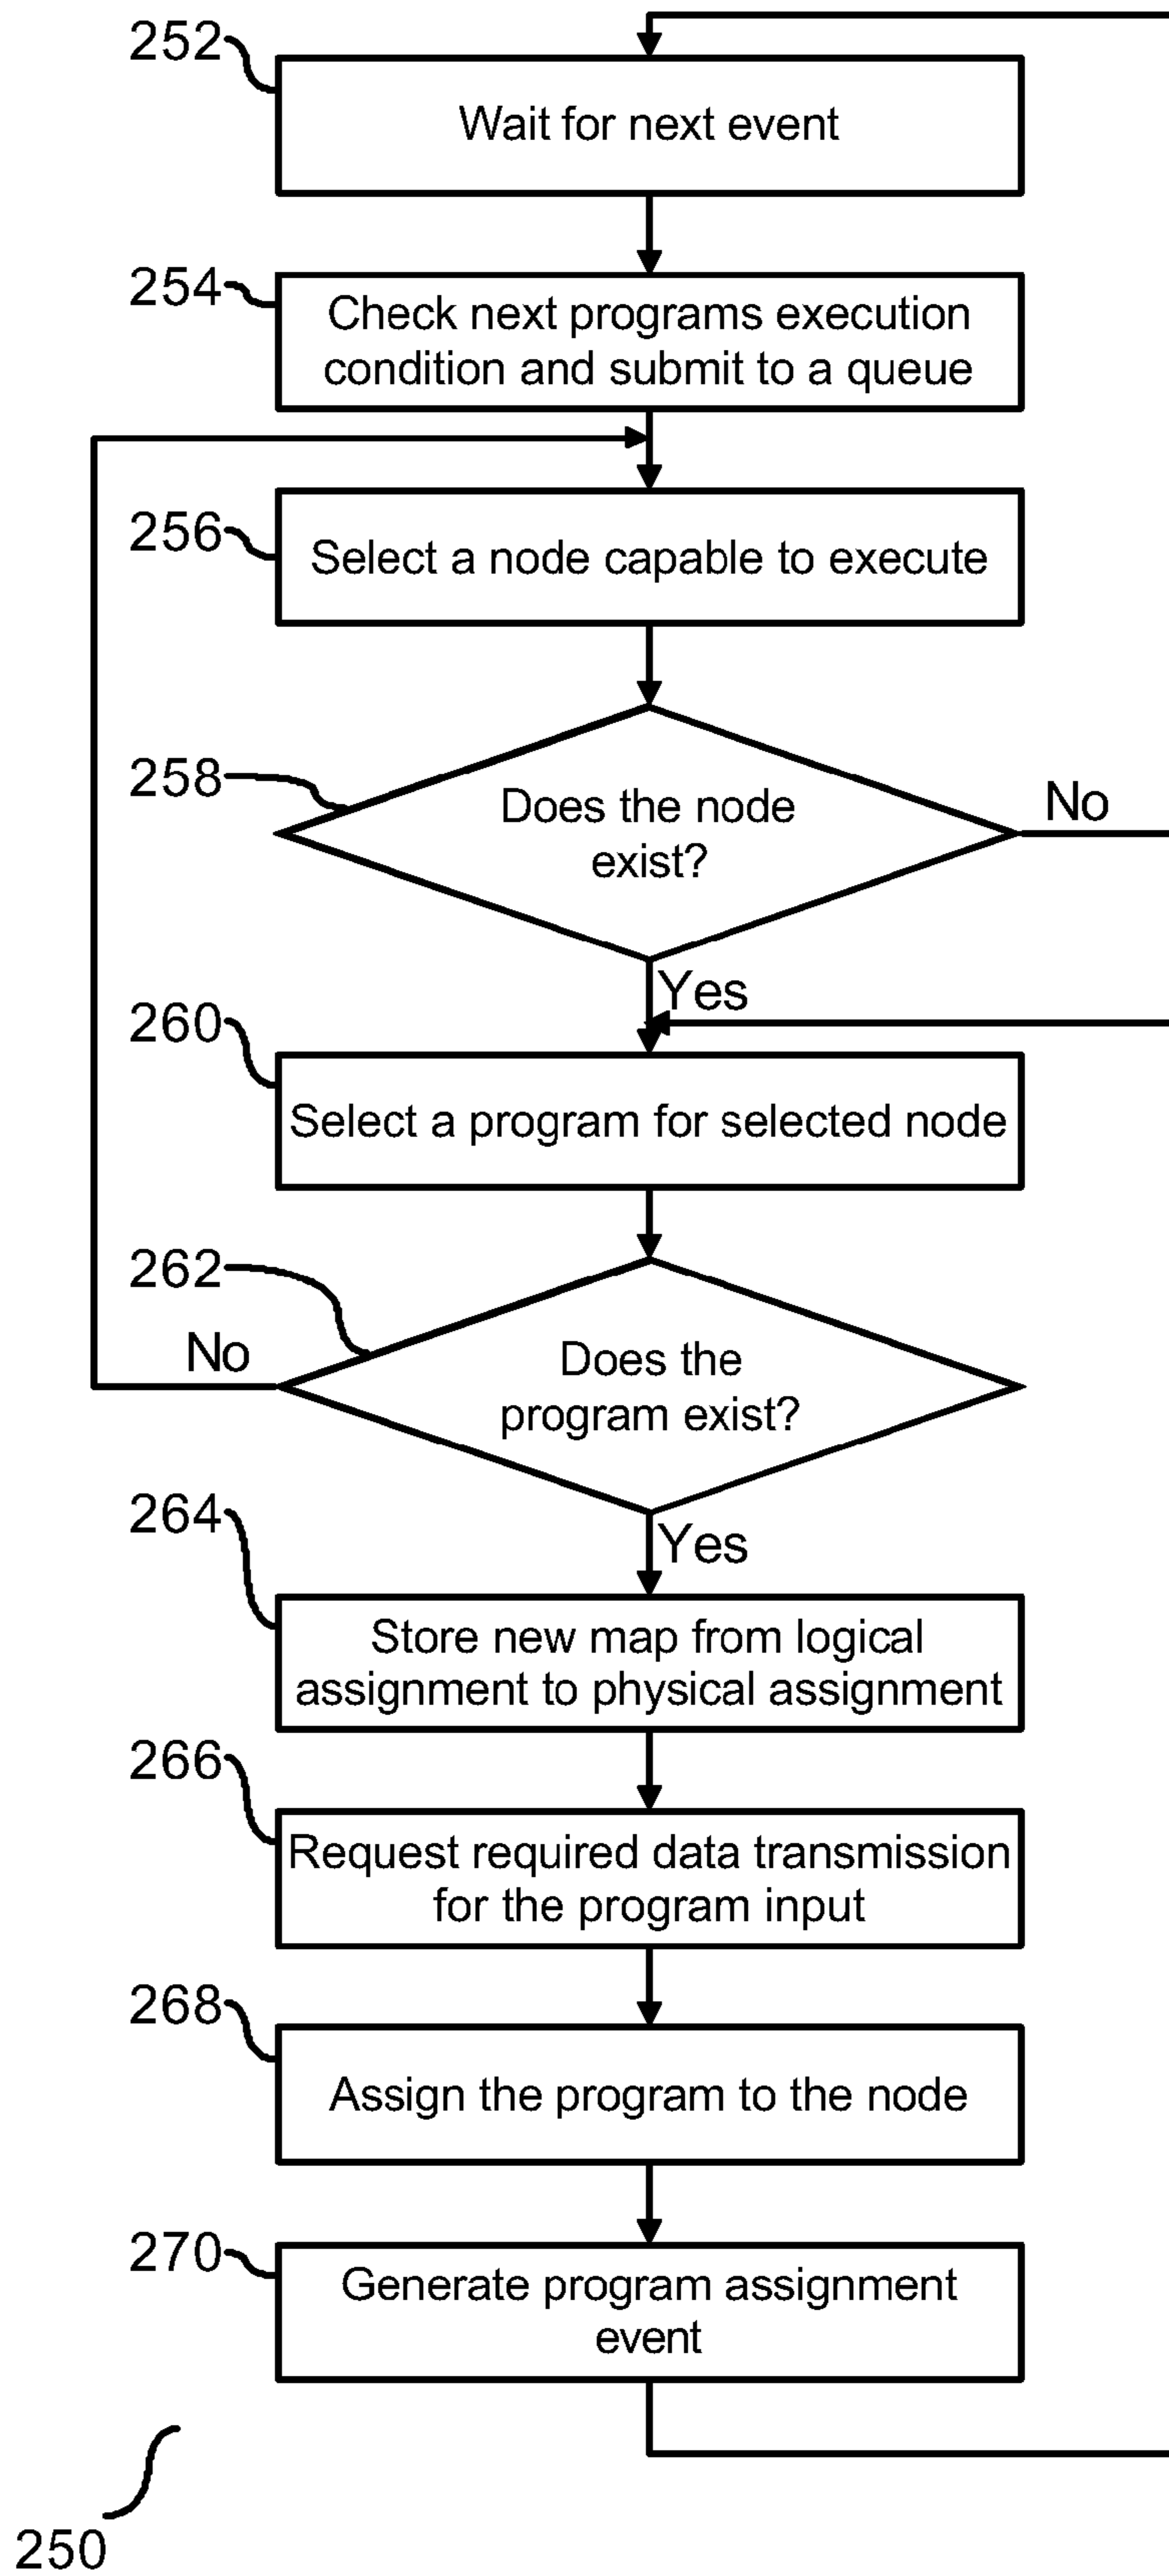 252
Wait for next event
254
Check next programs execution
condition and submit to a queue
256
Select a node capable to execute
258
Does the node
exist?
No
Yes
260
Select a program for selected node
262
No
Does the
program exist?
264
Yes
Store new map from logical
assignment to physical assignment
266
Request required data transmission
for the program input
268
Assign the program to the node
270
Generate program assignment
event
250